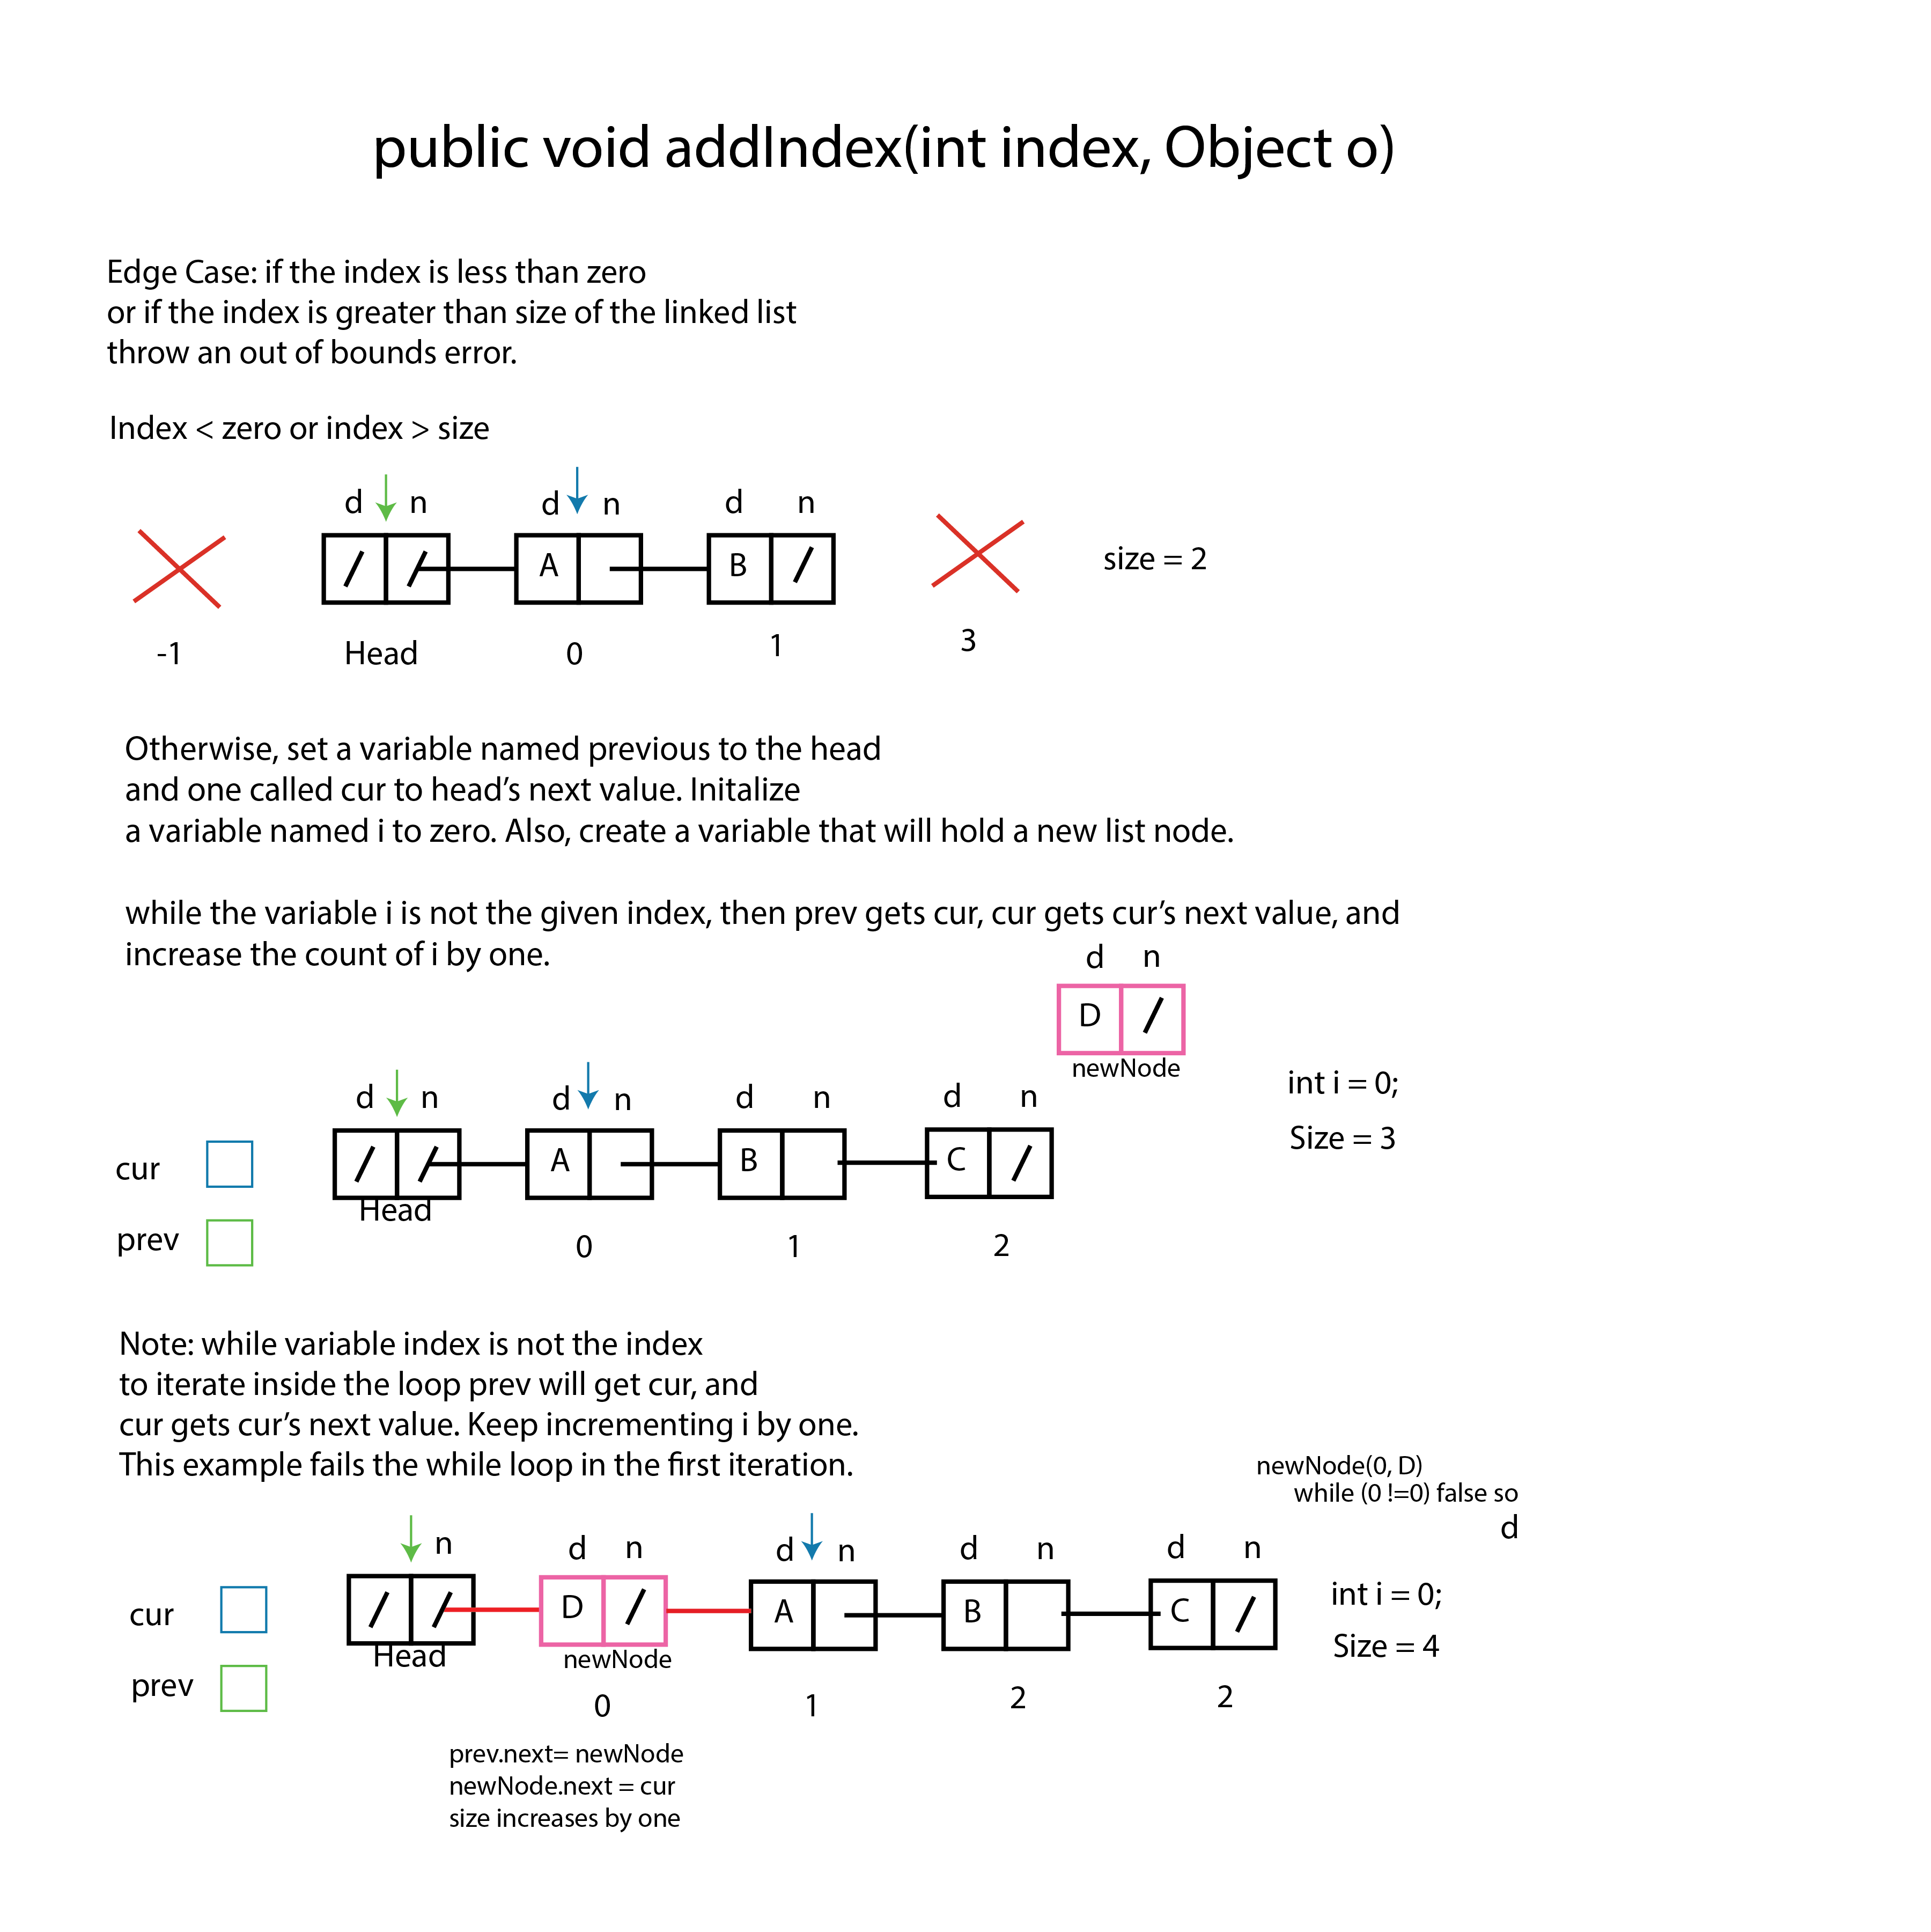 public void addIndex(int index, Object o)
Edge Case: if the index is less than zero
or if the index is greater than size of the linked list
throw an out of bounds error.
Index < zero or index > size
d n d n d n
A B
size = 2
-1 Head 0 1 3
Otherwise, set a variable named previous to the head
and one called cur to head’s next value. Initalize
a variable named i to zero. Also, create a variable that will hold a new list node.
while the variable i is not the given index, then prev gets cur, cur gets cur’s next value, and
increase the count of i by one.
d n
D
newNode
int i = 0;
Size = 3
d n d n d n d n
cur
A B C
Head
prev
0 1 2
Note: while variable index is not the index
to iterate inside the loop prev will get cur, and
cur gets cur’s next value. Keep incrementing i by one.
This example fails the while loop in the first iteration.
newNode(0, D)
while (0 !=0) false so
d
n d n d n d n d n
int i = 0;
Size = 4
cur
D A B C
Head newNode
prev
0 1 2 2
prev.next= newNode
newNode.next = cur
size increases by one